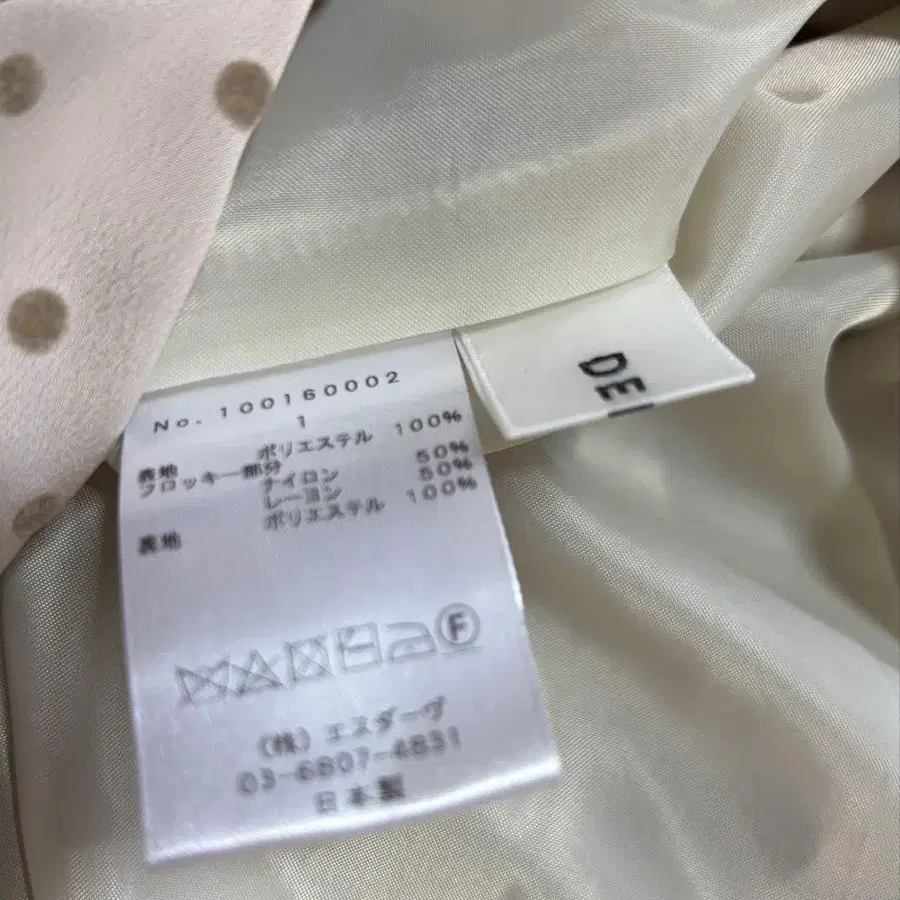 No. 100160002
1
表地 ポリエステル 100%
フロッキー部分 ナイロン 50%
レーヨン 50%
裏地 ポリエステル 100%
F
(株) エスダーヴ
03-6807-4831
日本製
DE